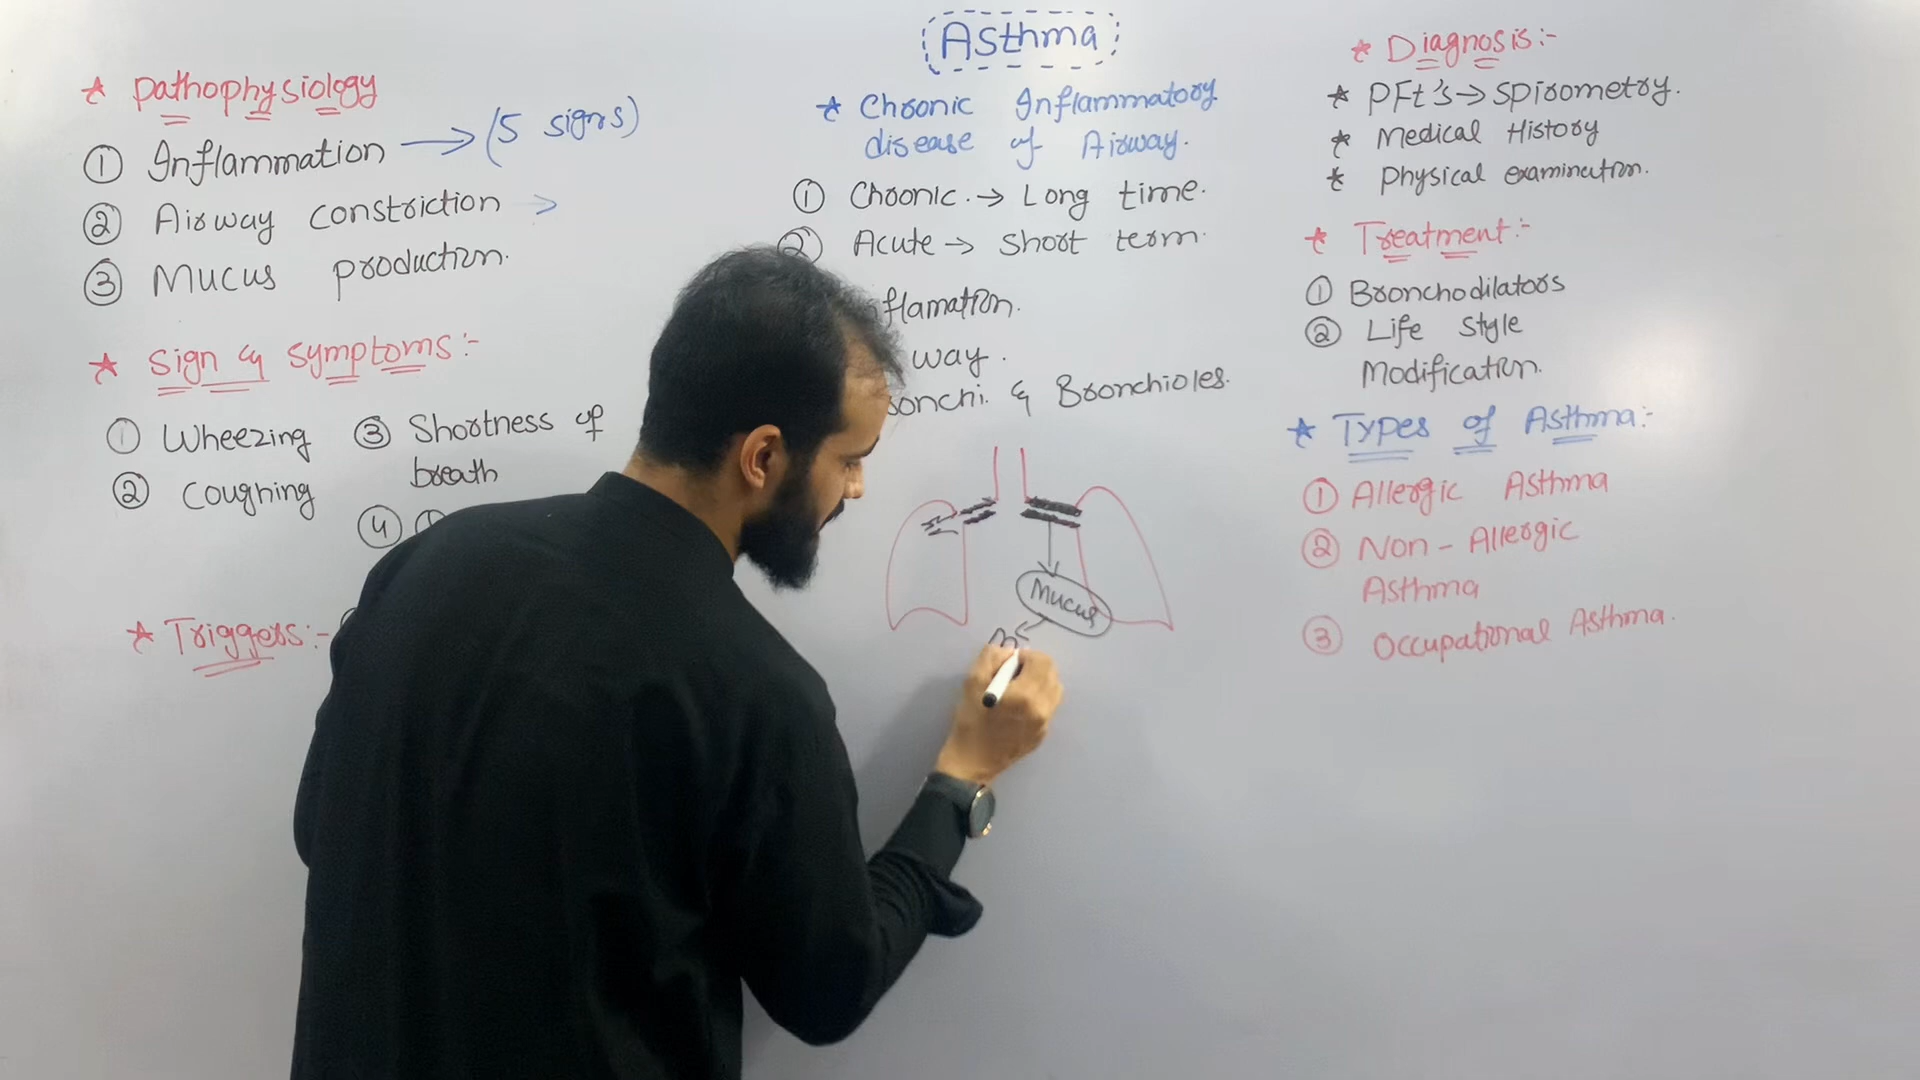 Asthma
* Pathophysiology
① Inflammation → (5 signs)
② Airway constriction >
③ Mucus production.
* Sign & symptoms:-
① Wheezing
② Coughing
③ Shortness of
breath
④
* Triggers:-
* Chronic Inflammatory
disease of Airway.
① Chronic. → Long time.
② Acute → Short term.
flamation.
way.
onchi. & Bronchioles.
Mucus
* Diagnosis:-
* PFt's → Spirometry.
* Medical History
* Physical examination.
* Treatment:-
① Bronchodilators
② Life Style
Modification.
* Types of Asthma:-
① Allergic Asthma
② Non-Allergic
Asthma
③ Occupational Asthma.